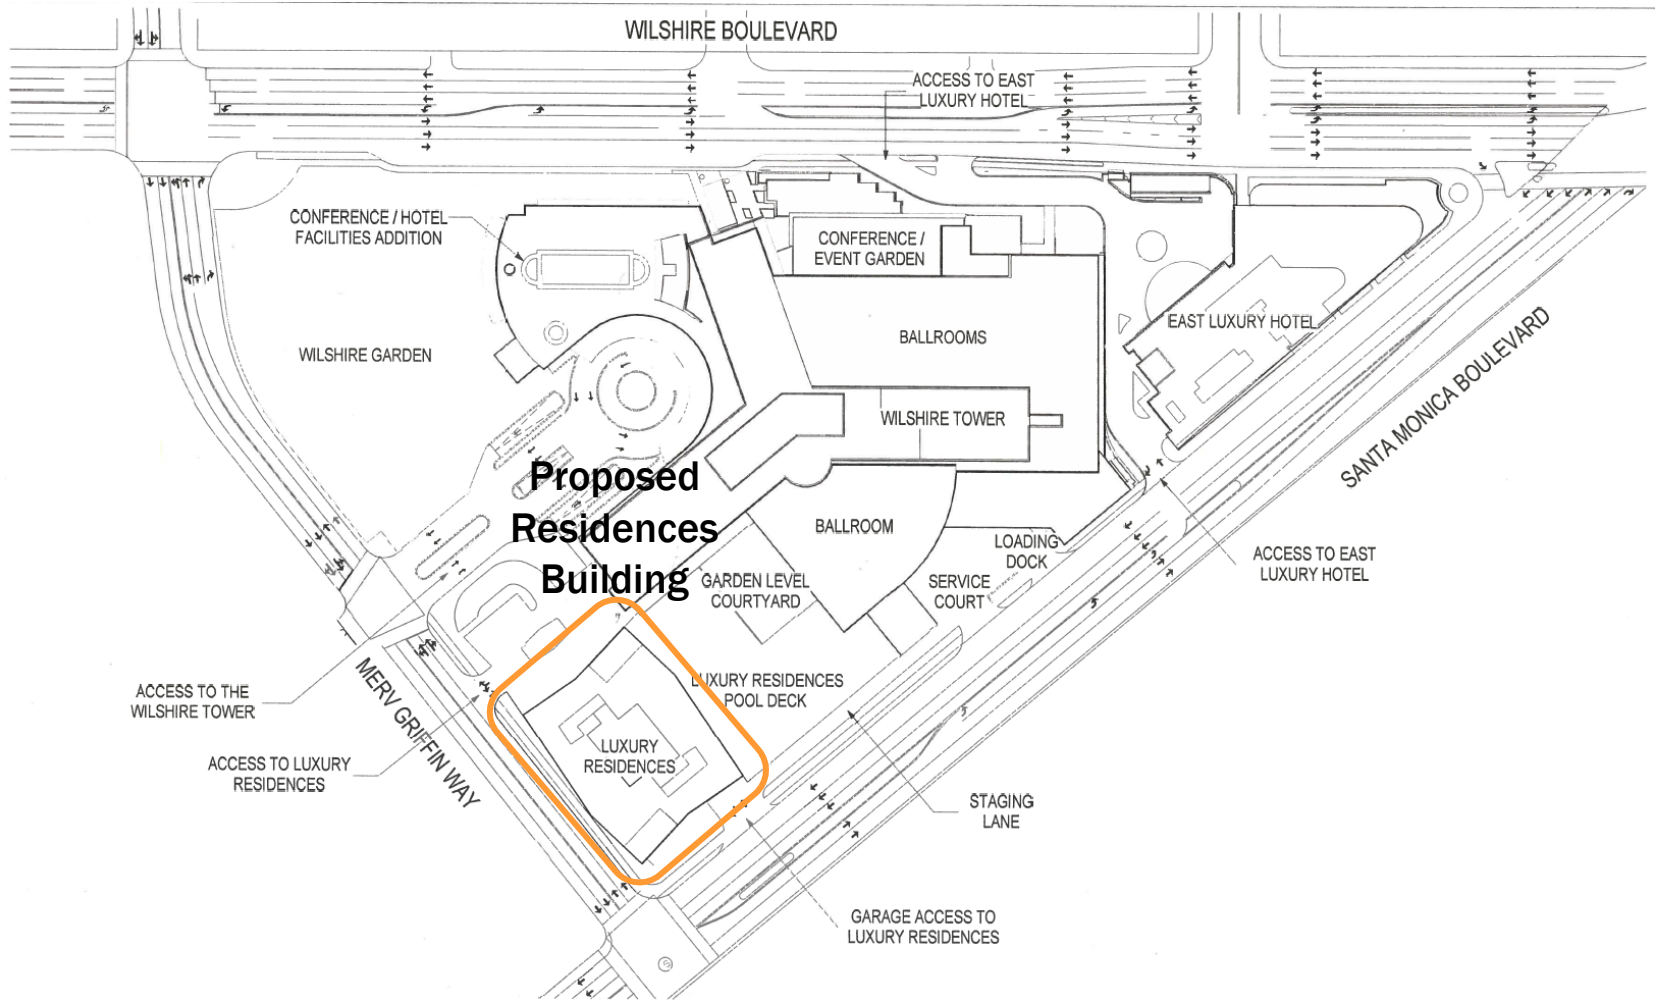 WILSHIRE BOULEVARD
ACCESS TO EAST
LUXURY HOTEL
CONFERENCE / HOTEL
FACILITIES ADDITION
CONFERENCE /
EVENT GARDEN
EAST LUXURY HOTEL
BALLROOMS
WILSHIRE GARDEN
SANTA MONICA BOULEVARD
WILSHIRE TOWER
Proposed
Residences
Building
BALLROOM
LOADING
DOCK
ACCESS TO EAST
LUXURY HOTEL
GARDEN LEVEL
COURTYARD
SERVICE
COURT
LUXURY RESIDENCES
POOL DECK
ACCESS TO THE
WILSHIRE TOWER
MERV GRIFFIN WAY
LUXURY
RESIDENCES
ACCESS TO LUXURY
RESIDENCES
STAGING
LANE
GARAGE ACCESS TO
LUXURY RESIDENCES